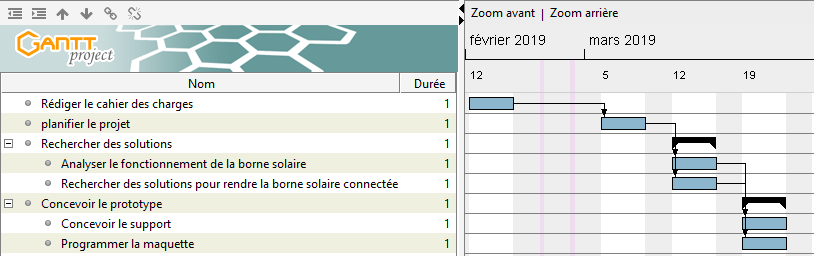 Zoom avant | Zoom arrière
GANTT
project
février 2019 mars 2019
Nom Durée
12 5 12 19
Rédiger le cahier des charges 1
planifier le projet 1
Rechercher des solutions 1
Analyser le fonctionnement de la borne solaire 1
Rechercher des solutions pour rendre la borne solaire connectée 1
Concevoir le prototype 1
Concevoir le support 1
Programmer la maquette 1